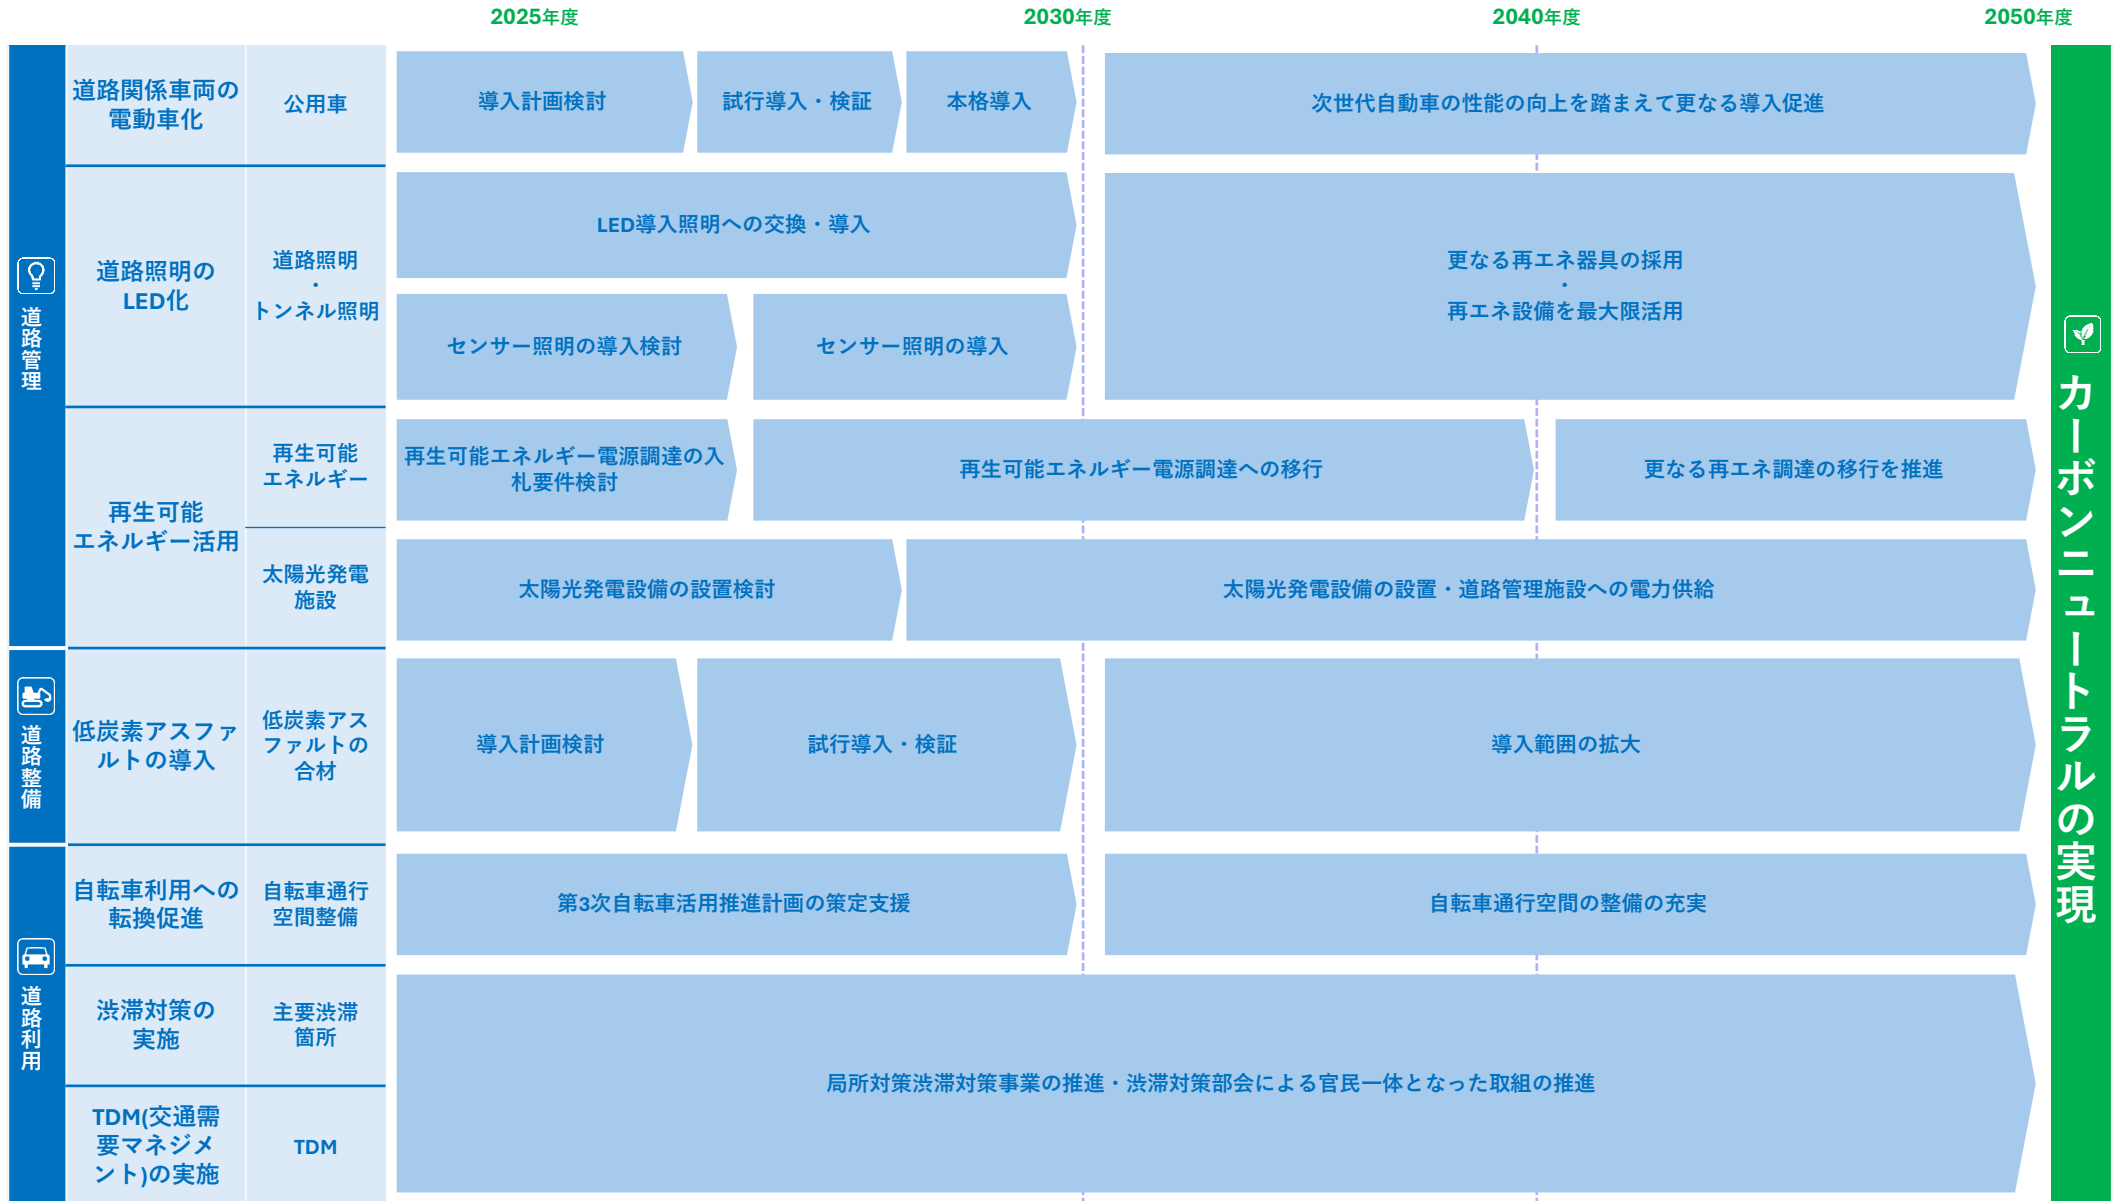 2025年度
2030年度
2040年度
2050年度
道路管理
道路関係車両の
電動車化
公用車
導入計画検討
試行導入・検証
本格導入
次世代自動車の性能の向上を踏まえて更なる導入促進
道路照明の
LED化
道路照明
・
トンネル照明
LED導入照明への交換・導入
センサー照明の導入検討
センサー照明の導入
更なる再エネ器具の採用
・
再エネ設備を最大限活用
再生可能
エネルギー活用
再生可能
エネルギー
再生可能エネルギー電源調達の入
札要件検討
再生可能エネルギー電源調達への移行
更なる再エネ調達の移行を推進
太陽光発電
施設
太陽光発電設備の設置検討
太陽光発電設備の設置・道路管理施設への電力供給
道路整備
低炭素アスファ
ルトの導入
低炭素アス
ファルトの
合材
導入計画検討
試行導入・検証
導入範囲の拡大
道路利用
自転車利用への
転換促進
自転車通行
空間整備
第3次自転車活用推進計画の策定支援
自転車通行空間の整備の充実
渋滞対策の
実施
主要渋滞
箇所
局所対策渋滞対策事業の推進・渋滞対策部会による官民一体となった取組の推進
TDM(交通需
要マネジメ
ント)の実施
TDM
カーボンニュートラルの実現